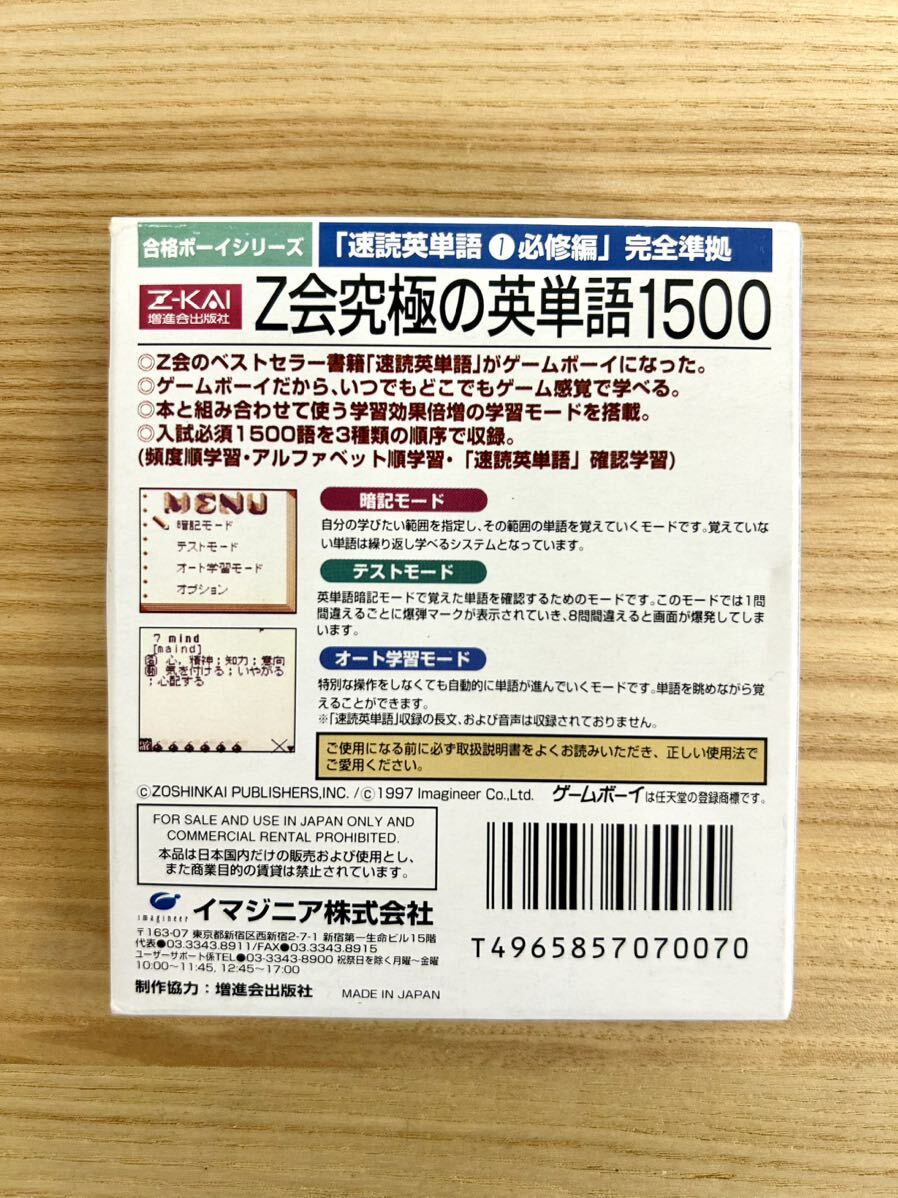 合格ボーイシリーズ
「速読英単語❶必修編」完全準拠
Z-KAI
増進会出版社
Z会究極の英単語1500
◎Z会のベストセラー書籍「速読英単語」がゲームボーイになった。
◎ゲームボーイだから、いつでもどこでもゲーム感覚で学べる。
◎本と組み合わせて使う学習効果倍増の学習モードを搭載。
◎入試必須1500語を3種類の順序で収録。
(頻度順学習・アルファベット順学習・「速読英単語」確認学習)
MENU
暗記モード
テストモード
オート学習モード
オプション
暗記モード
自分の学びたい範囲を指定し、その範囲の単語を覚えていくモードです。覚えていな
い単語は繰り返し学べるシステムとなっています。
テストモード
英単語暗記モードで覚えた単語を確認するためのモードです。このモードでは1問
間違えるごとに爆弾マークが表示されていき、8問間違えると画面が爆発してしま
います。
7 mind
[maind]
名 心，精神；知力；意向
動 気を付ける；いやがる
；心配する
オート学習モード
特別な操作をしなくても自動的に単語が進んでいくモードです。単語を眺めながら覚
えることができます。
※「速読英単語」収録の長文、および音声は収録されておりません。
ご使用になる前に必ず取扱説明書をよくお読みいただき、正しい使用法で
ご愛用ください。
©ZOSHINKAI PUBLISHERS,INC. /©1997 Imagineer Co.,Ltd. ゲームボーイは任天堂の登録商標です。
FOR SALE AND USE IN JAPAN ONLY AND
COMMERCIAL RENTAL PROHIBITED.
本品は日本国内だけの販売および使用とし、
また商業目的の賃貸は禁止されています。
imagineer
イマジニア株式会社
〒163-07 東京都新宿区西新宿2-7-1 新宿第一生命ビル15階
代表●03.3343.8911/FAX●03.3343.8915
ユーザーサポート係TEL●03-3343-8900 祝祭日を除く月曜〜金曜
10:00〜11:45, 12:45〜17:00
制作協力：増進会出版社
MADE IN JAPAN
T4965857070070